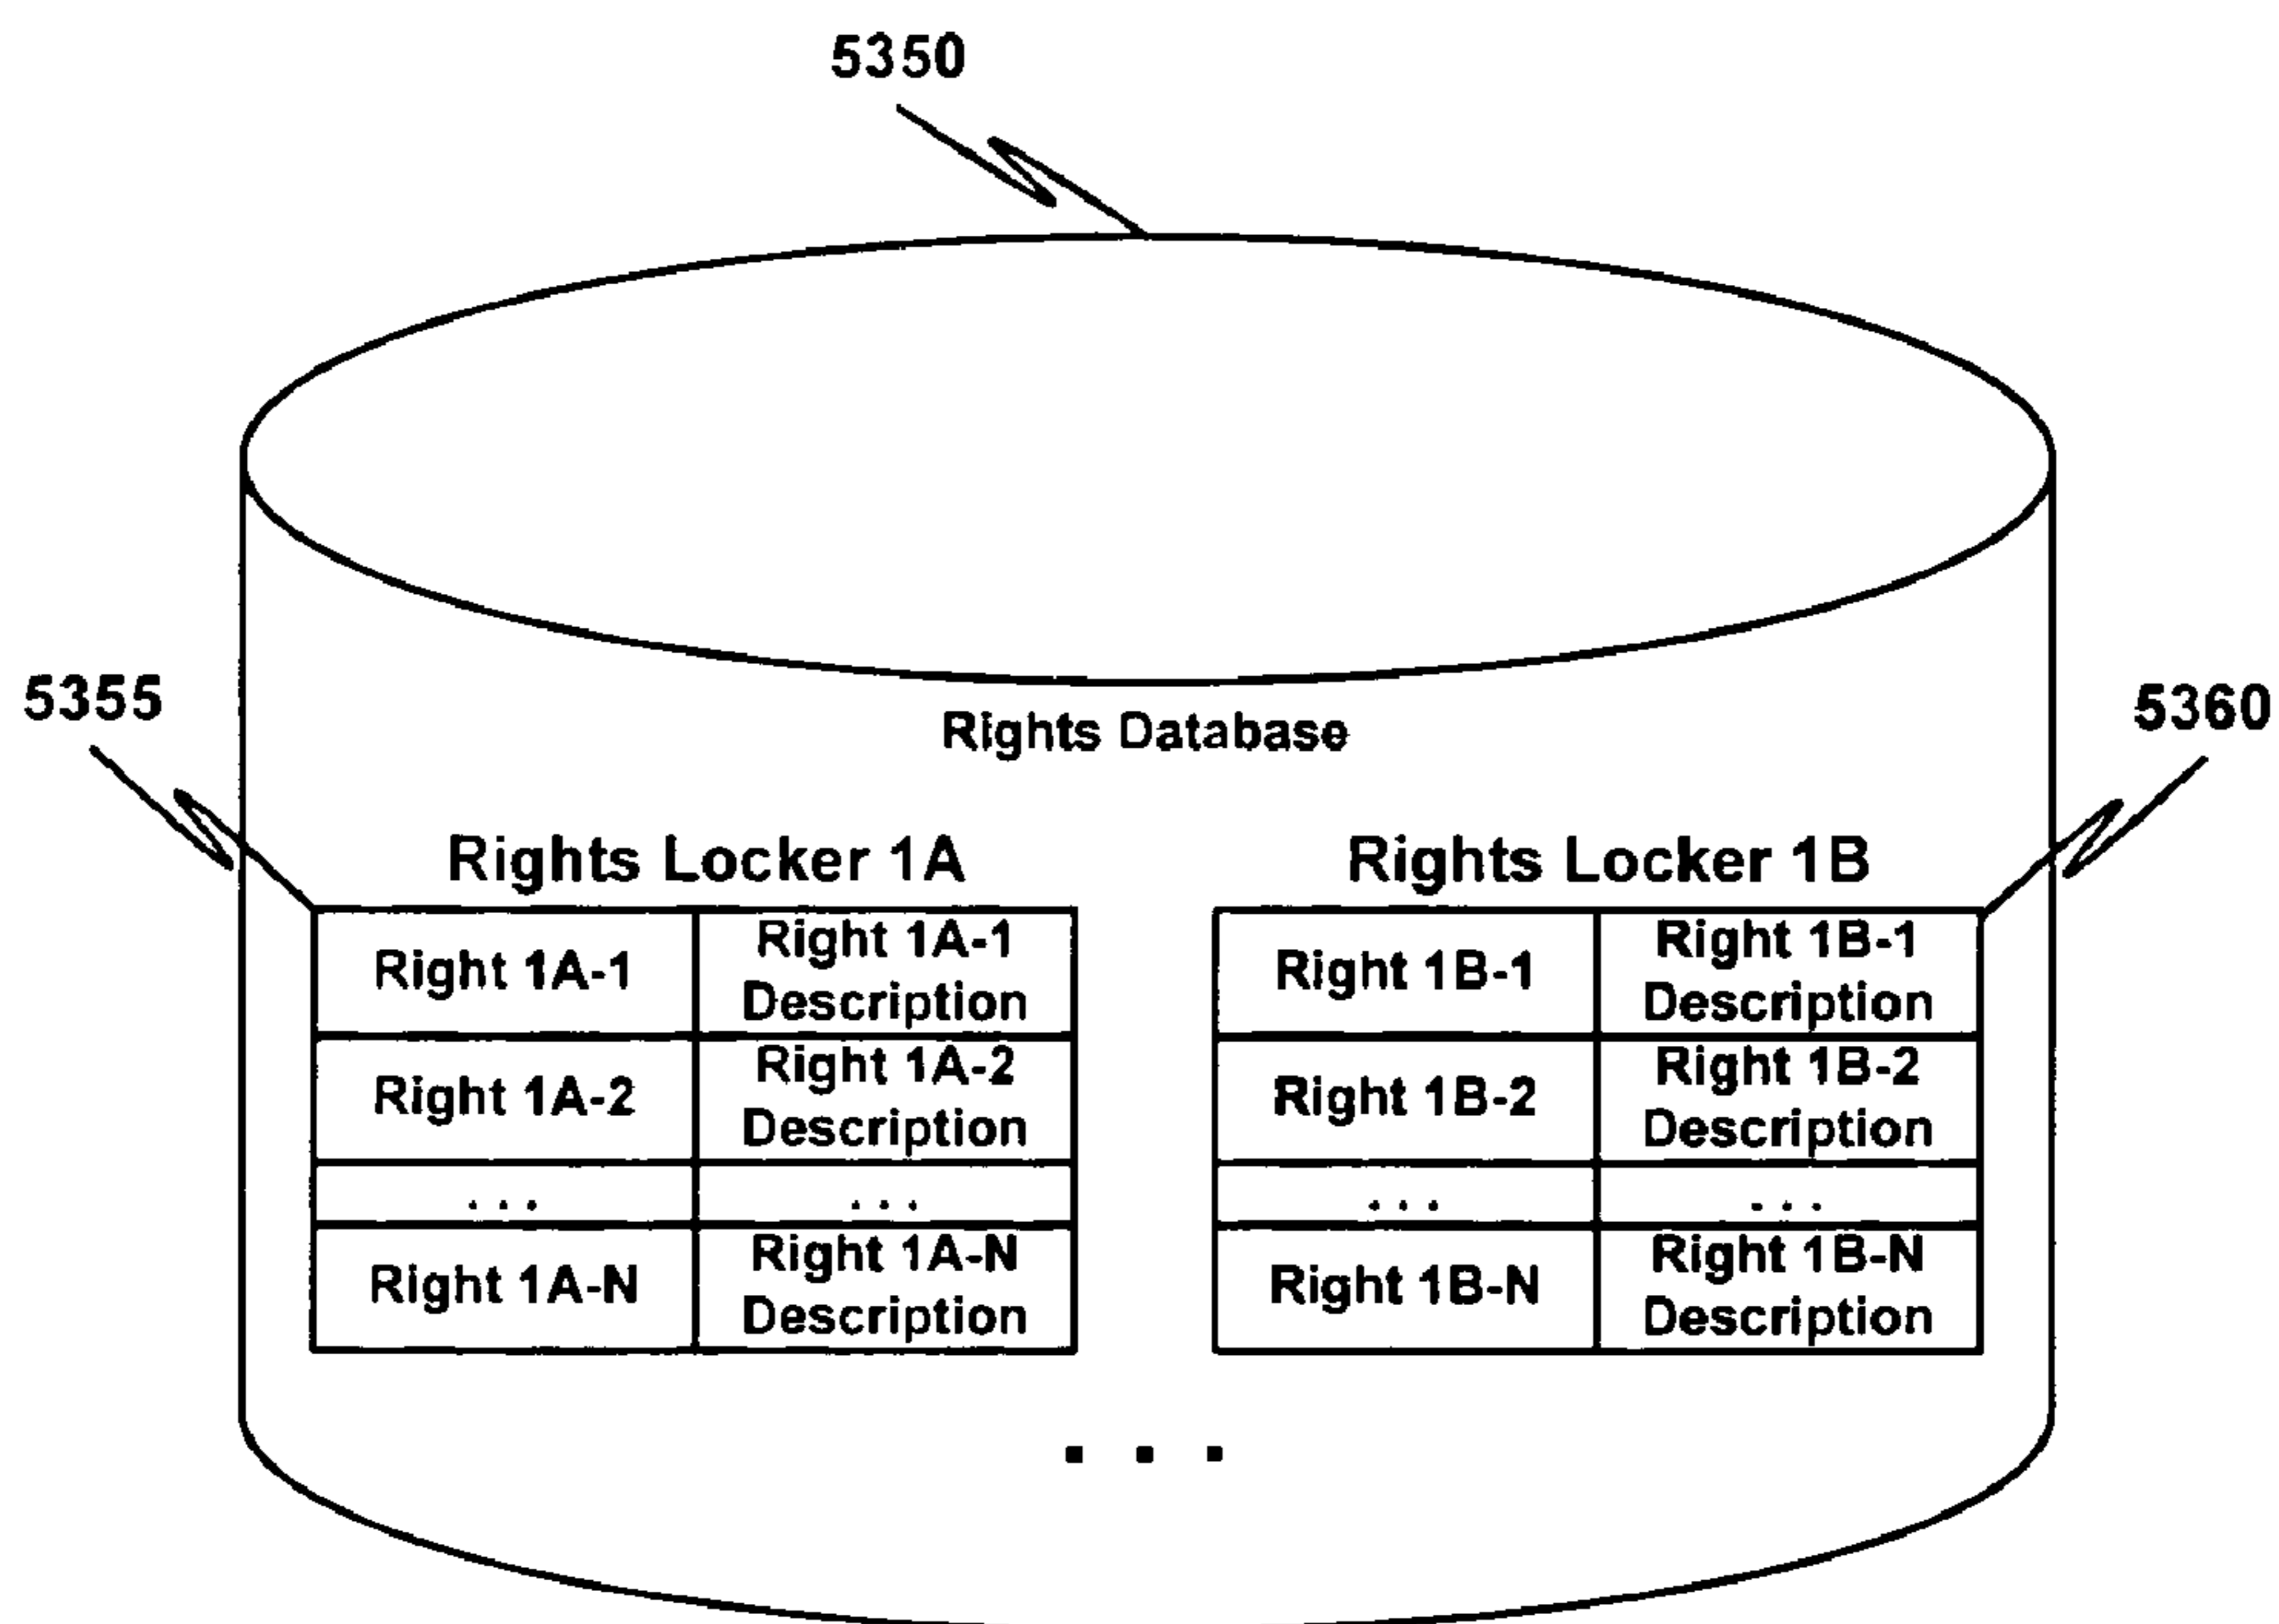 5350
5355
5360
Rights Database
Rights Locker 1A
Right 1A-1
Right 1A-1
Description
Right 1A-2
Right 1A-2
Description
...
...
Right 1A-N
Right 1A-N
Description
Rights Locker 1B
Right 1B-1
Right 1B-1
Description
Right 1B-2
Right 1B-2
Description
...
...
Right 1B-N
Right 1B-N
Description
...